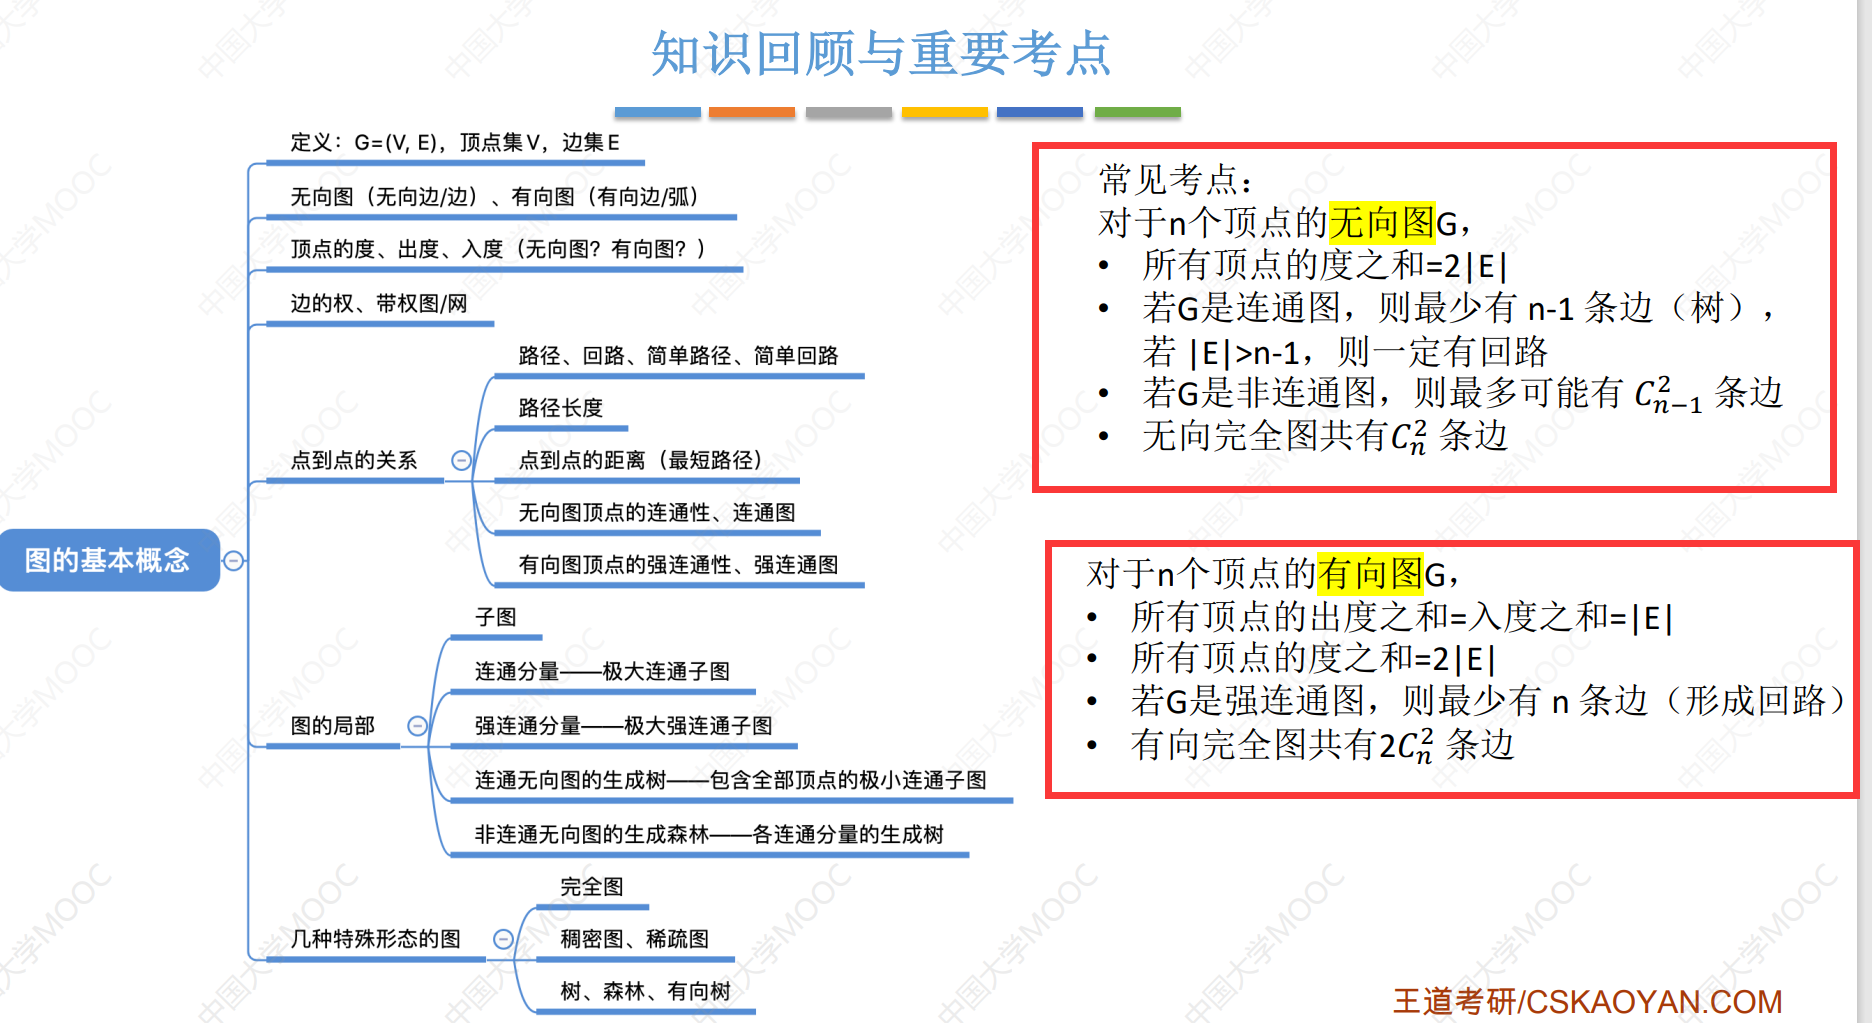 知识回顾与重要考点
图的基本概念
定义：G=(V, E)，顶点集 V，边集 E
无向图（无向边/边）、有向图（有向边/弧）
顶点的度、出度、入度（无向图？有向图？）
边的权、带权图/网
点到点的关系
路径、回路、简单路径、简单回路
路径长度
点到点的距离（最短路径）
无向图顶点的连通性、连通图
有向图顶点的强连通性、强连通图
图的局部
子图
连通分量——极大连通子图
强连通分量——极大强连通子图
连通无向图的生成树——包含全部顶点的极小连通子图
非连通无向图的生成森林——各连通分量的生成树
几种特殊形态的图
完全图
稠密图、稀疏图
树、森林、有向树
常见考点：
对于n个顶点的无向图G，
• 所有顶点的度之和=2|E|
• 若G是连通图，则最少有 n-1 条边（树），
若 |E|>n-1，则一定有回路
• 若G是非连通图，则最多可能有 $C_{n-1}^2$ 条边
• 无向完全图共有$C_n^2$ 条边
对于n个顶点的有向图G，
• 所有顶点的出度之和=入度之和=|E|
• 所有顶点的度之和=2|E|
• 若G是强连通图，则最少有 n 条边（形成回路）
• 有向完全图共有$2C_n^2$ 条边
王道考研/CSKAOYAN.COM
中国大学MOOC